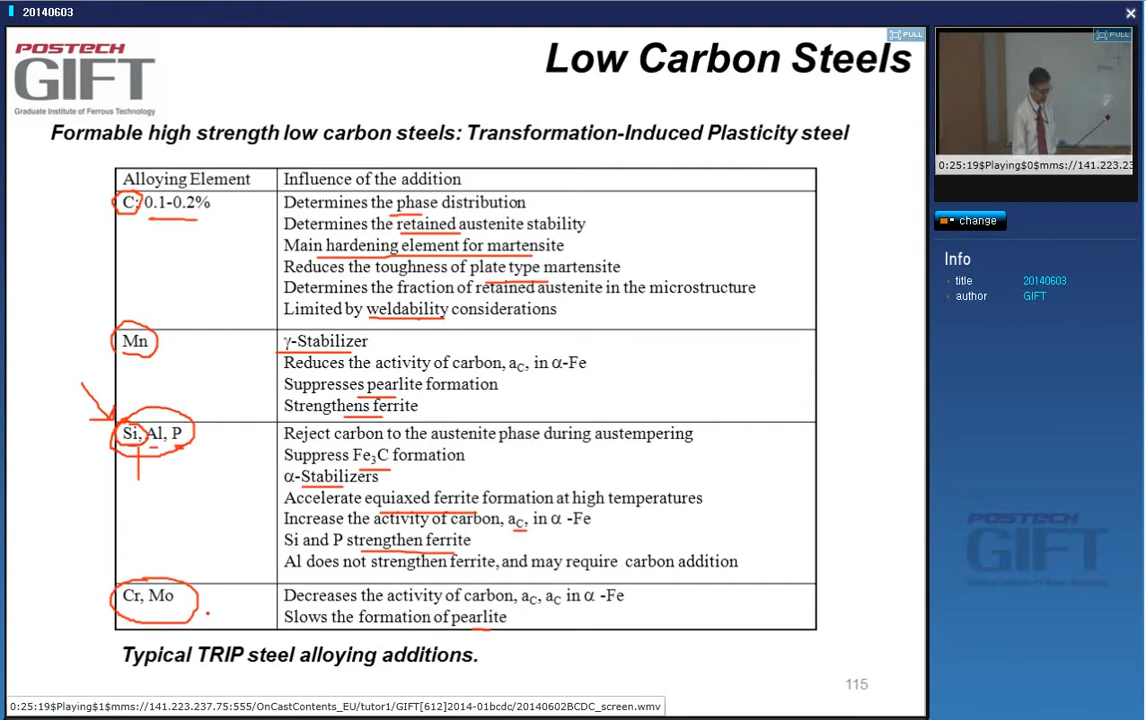 20140603
POSTECH
GIFT
Graduate Institute of Ferrous Technology
FULL
Low Carbon Steels
Formable high strength low carbon steels: Transformation-Induced Plasticity steel
Alloying Element Influence of the addition
C: 0.1-0.2% Determines the phase distribution
Determines the retained austenite stability
Main hardening element for martensite
Reduces the toughness of plate type martensite
Determines the fraction of retained austenite in the microstructure
Limited by weldability considerations
Mn γ-Stabilizer
Reduces the activity of carbon, aC, in α-Fe
Suppresses pearlite formation
Strengthens ferrite
Si, Al, P Reject carbon to the austenite phase during austempering
Suppress Fe3C formation
α-Stabilizers
Accelerate equiaxed ferrite formation at high temperatures
Increase the activity of carbon, aC, in α -Fe
Si and P strengthen ferrite
Al does not strengthen ferrite, and may require carbon addition
Cr, Mo Decreases the activity of carbon, aC, aC in α -Fe
Slows the formation of pearlite
Typical TRIP steel alloying additions.
115
0:25:19$Playing$1$mms://141.223.237.75:555/OnCastContents_EU/tutor1/GIFT[612]2014-01bcdc/20140602BCDC_screen.wmv
FULL
0:25:19$Playing$0$mms://141.223.23
change
Info
title 20140603
author GIFT
POSTECH
GIFT